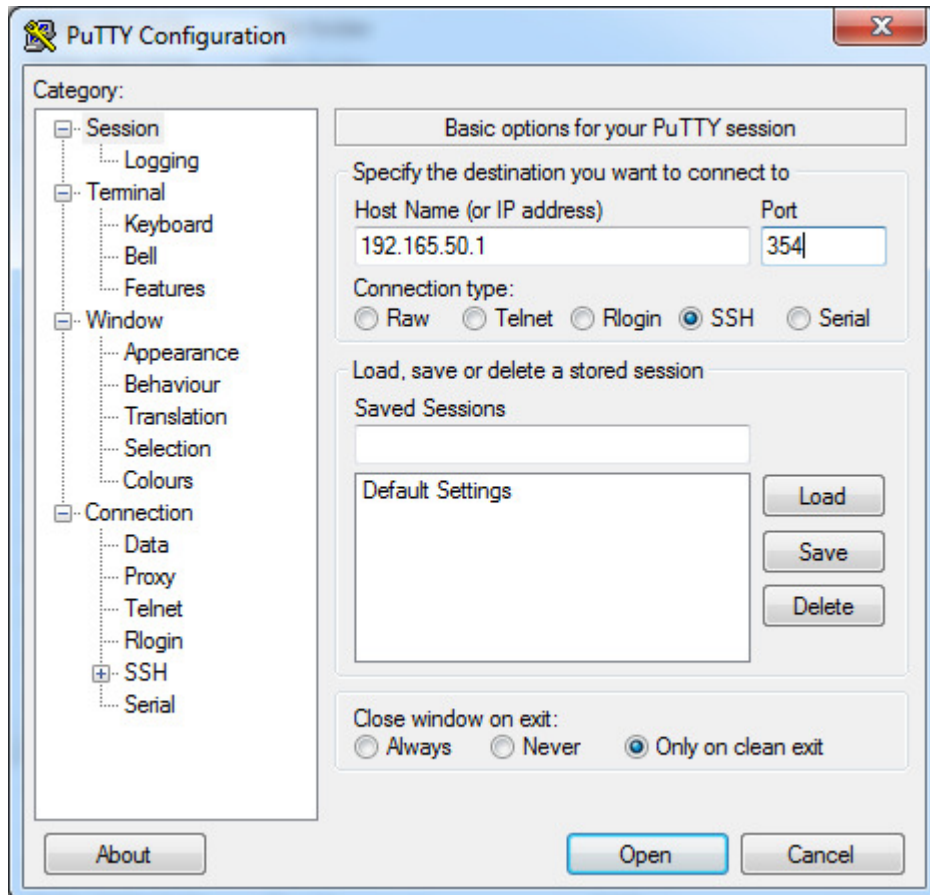 PuTTY Configuration
Category:
Session
Logging
Terminal
Keyboard
Bell
Features
Window
Appearance
Behaviour
Translation
Selection
Colours
Connection
Data
Proxy
Telnet
Rlogin
SSH
Serial
Basic options for your PuTTY session
Specify the destination you want to connect to
Host Name (or IP address) Port
192.165.50.1 354
Connection type:
Raw Telnet Rlogin SSH Serial
Load, save or delete a stored session
Saved Sessions
Default Settings
Load
Save
Delete
Close window on exit:
Always Never Only on clean exit
About Open Cancel